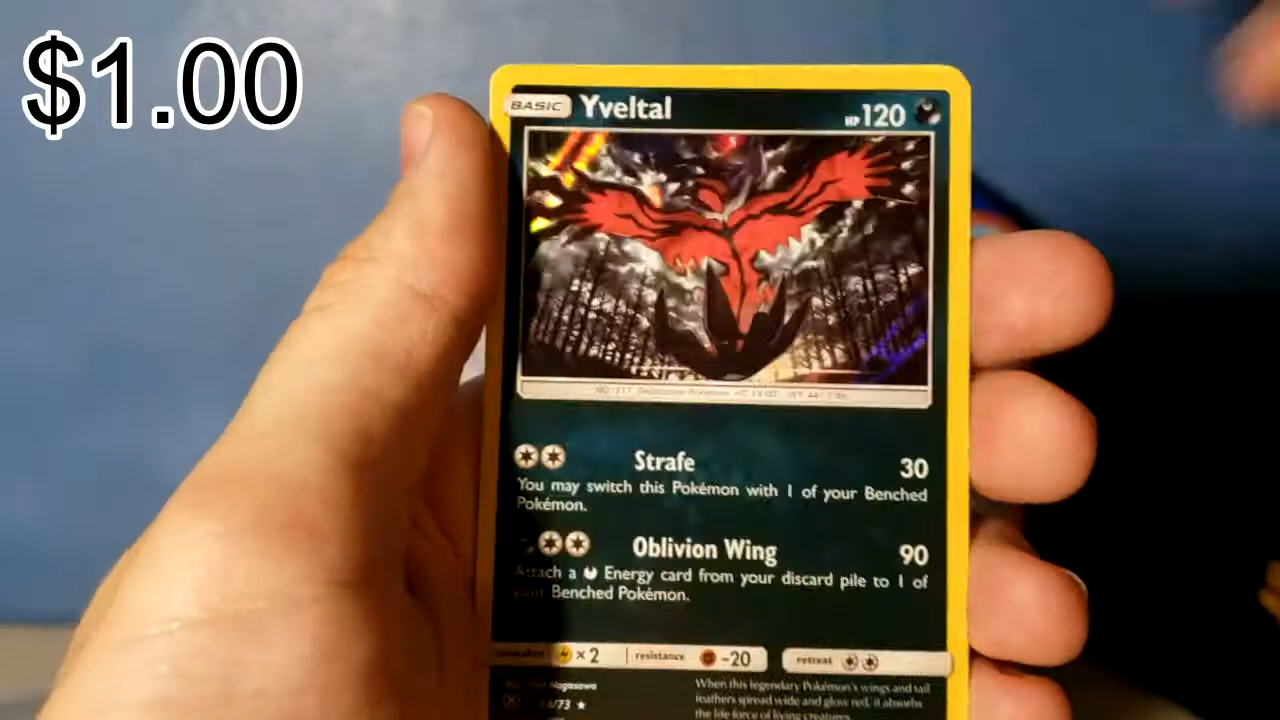 $1.00
BASIC Yveltal HP 120
Strafe 30
You may switch this Pokémon with 1 of your Benched
Pokémon.
Oblivion Wing 90
Attach a Energy card from your discard pile to 1 of
your Benched Pokémon.
×2 resistance -20 retreat
Nagasawa
/73
When this legendary Pokémon's wings and tail
feathers spread wide and glow red, it absorbs
the life force of living creatures.